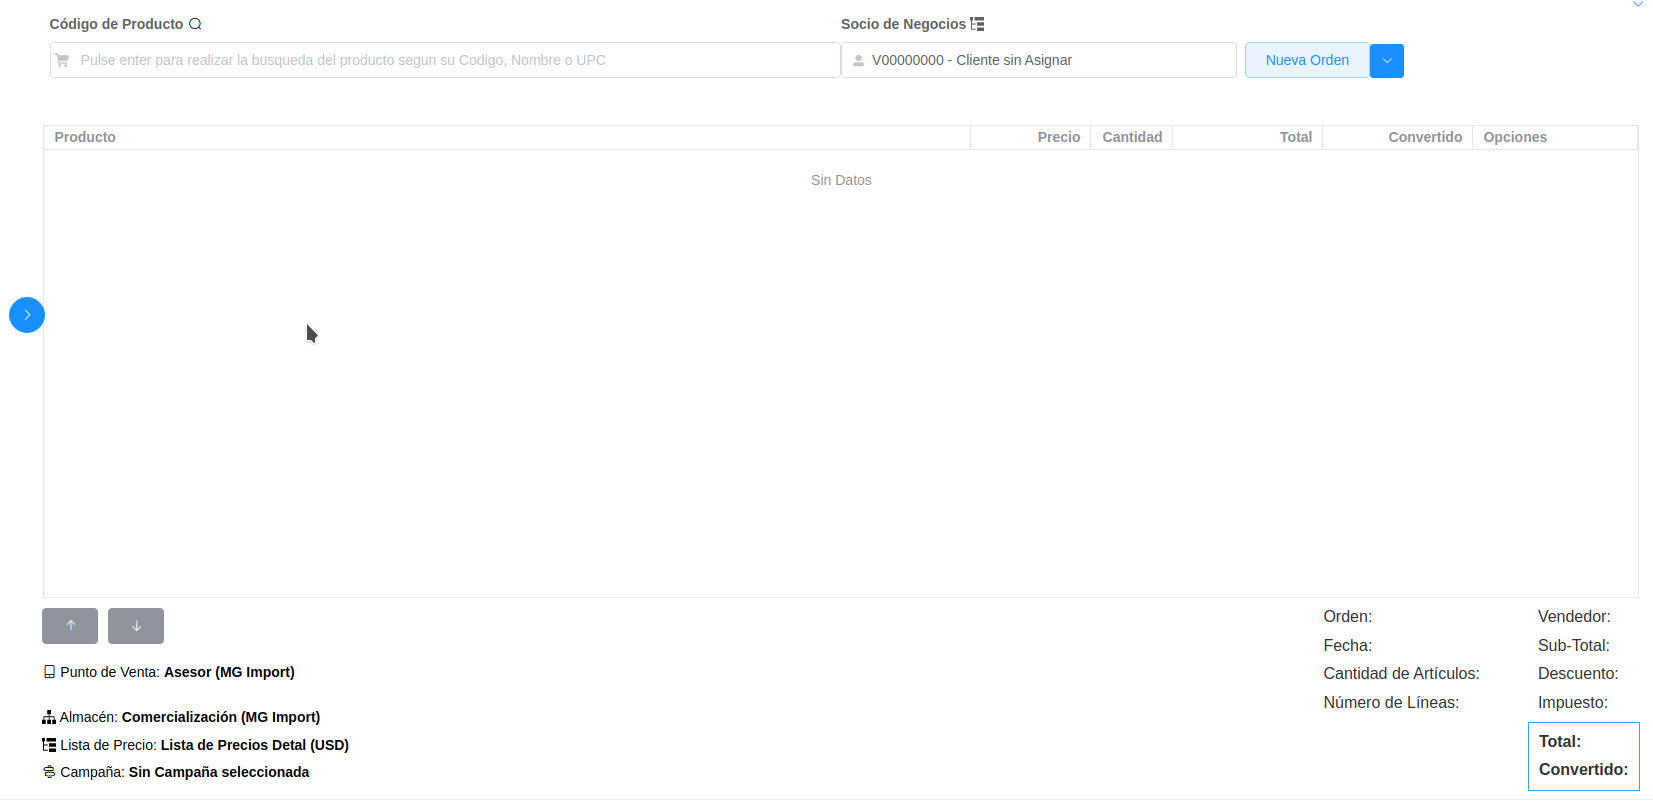 Código de Producto
Socio de Negocios
Pulse enter para realizar la busqueda del producto segun su Codigo, Nombre o UPC
V00000000 - Cliente sin Asignar
Nueva Orden
Producto Precio Cantidad Total Convertido Opciones
Sin Datos
Orden: Vendedor:
Fecha: Sub-Total:
Cantidad de Artículos: Descuento:
Número de Líneas: Impuesto:
Total:
Convertido:
Punto de Venta: Asesor (MG Import)
Almacén: Comercialización (MG Import)
Lista de Precio: Lista de Precios Detal (USD)
Campaña: Sin Campaña seleccionada